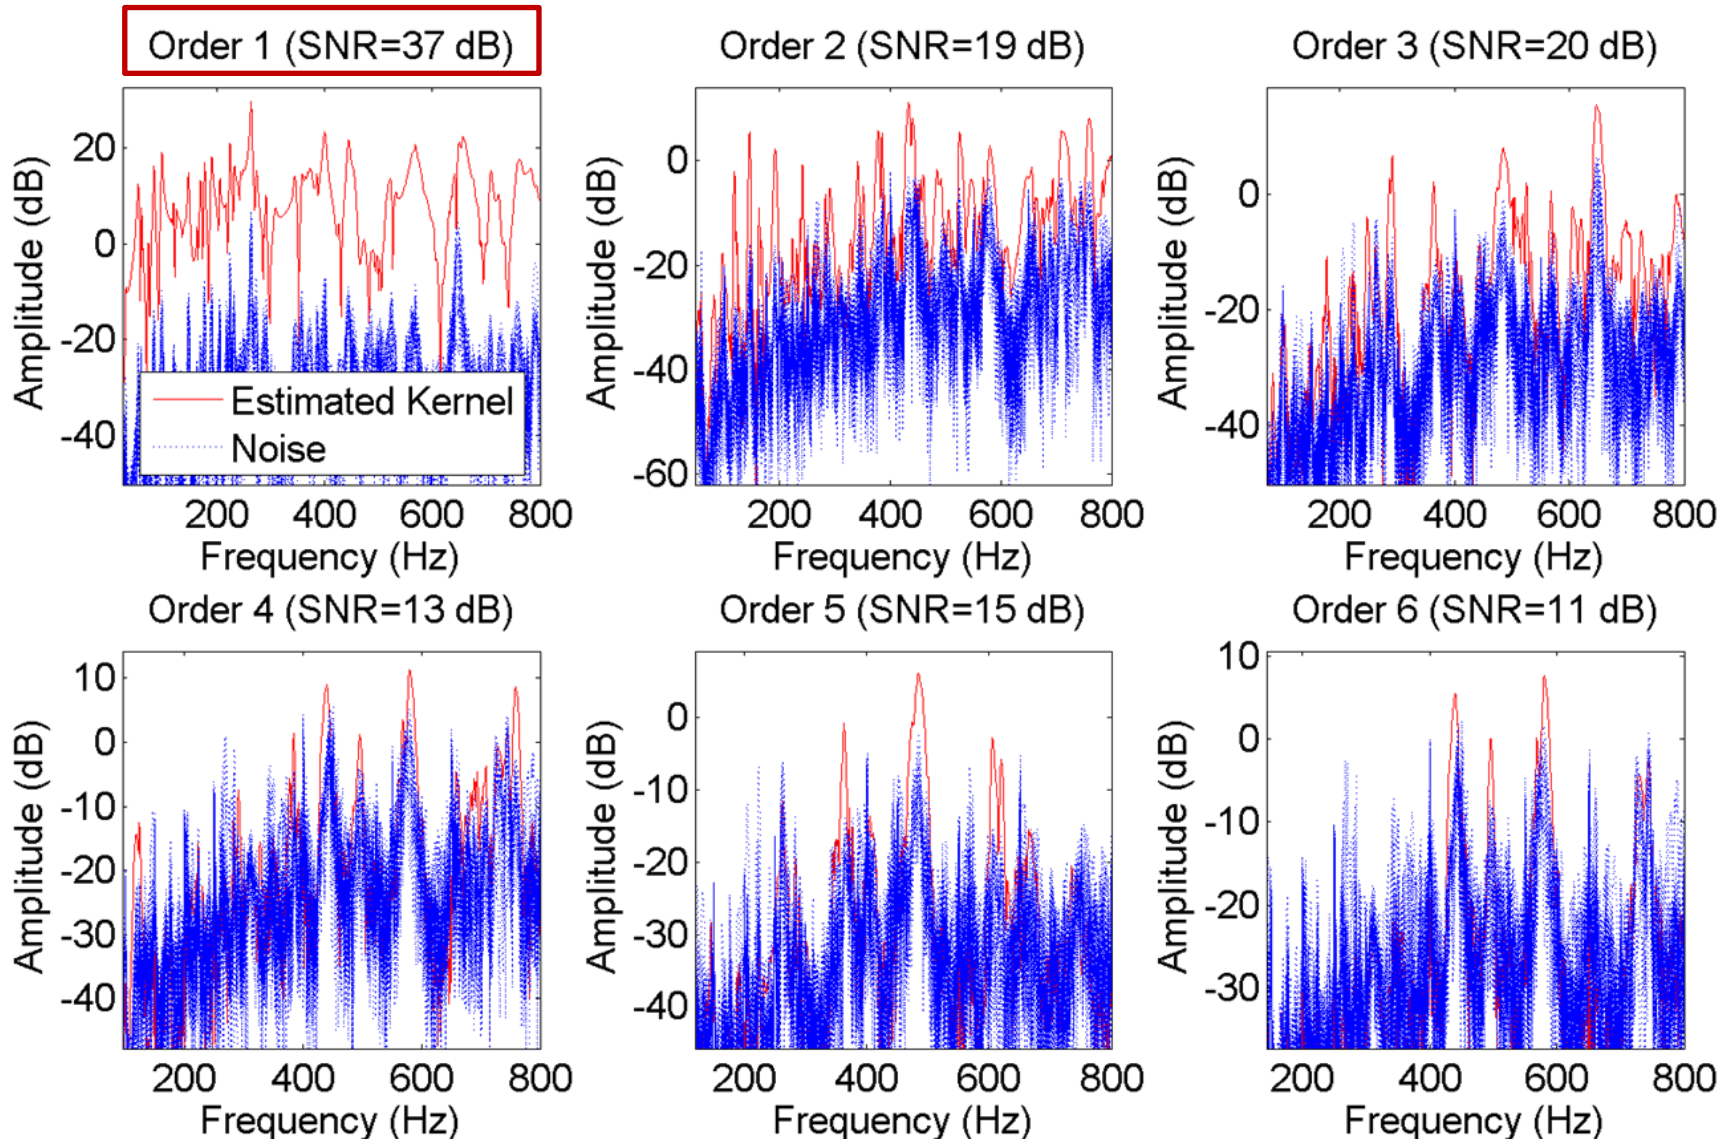 Order 1 (SNR=37 dB)
Order 2 (SNR=19 dB)
Order 3 (SNR=20 dB)
Amplitude (dB)
20
0
-20
-40
Estimated Kernel
Noise
200 400 600 800
Frequency (Hz)
Amplitude (dB)
0
-20
-40
-60
200 400 600 800
Frequency (Hz)
Amplitude (dB)
0
-20
-40
200 400 600 800
Frequency (Hz)
Order 4 (SNR=13 dB)
Order 5 (SNR=15 dB)
Order 6 (SNR=11 dB)
Amplitude (dB)
10
0
-10
-20
-30
-40
200 400 600 800
Frequency (Hz)
Amplitude (dB)
0
-10
-20
-30
-40
200 400 600 800
Frequency (Hz)
Amplitude (dB)
10
0
-10
-20
-30
200 400 600 800
Frequency (Hz)